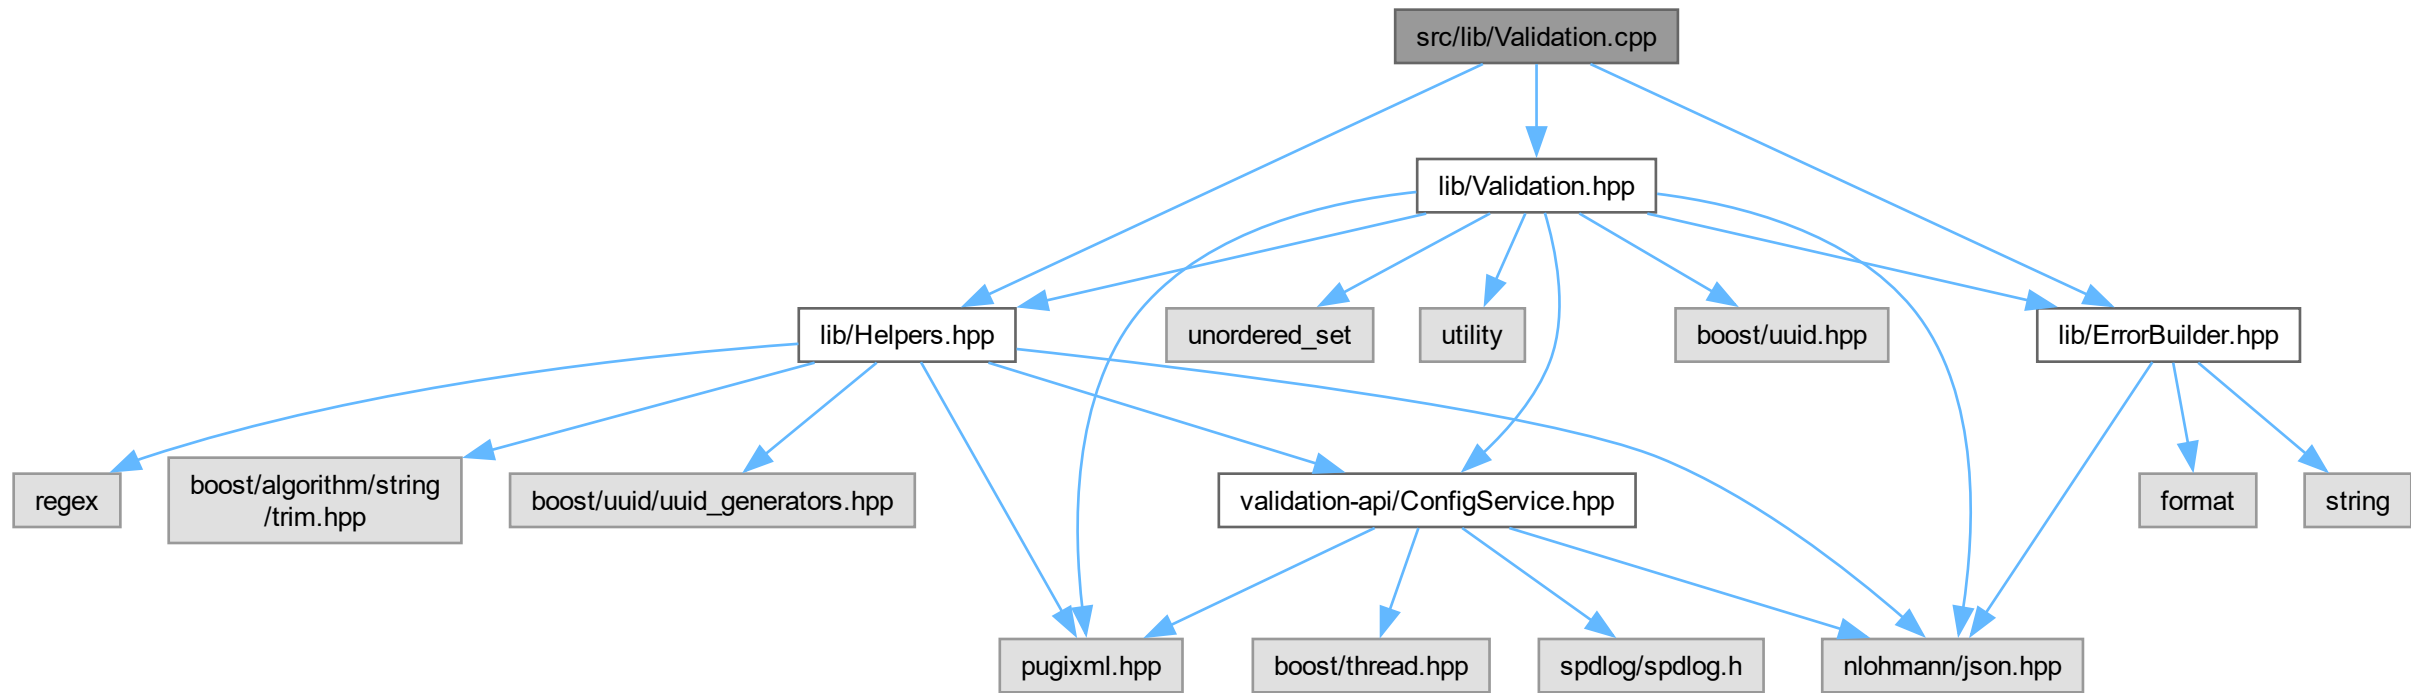 src/lib/Validation.cpp
lib/Validation.hpp
lib/Helpers.hpp
unordered_set
utility
boost/uuid.hpp
lib/ErrorBuilder.hpp
regex
boost/algorithm/string
/trim.hpp
boost/uuid/uuid_generators.hpp
validation-api/ConfigService.hpp
format
string
pugixml.hpp
boost/thread.hpp
spdlog/spdlog.h
nlohmann/json.hpp